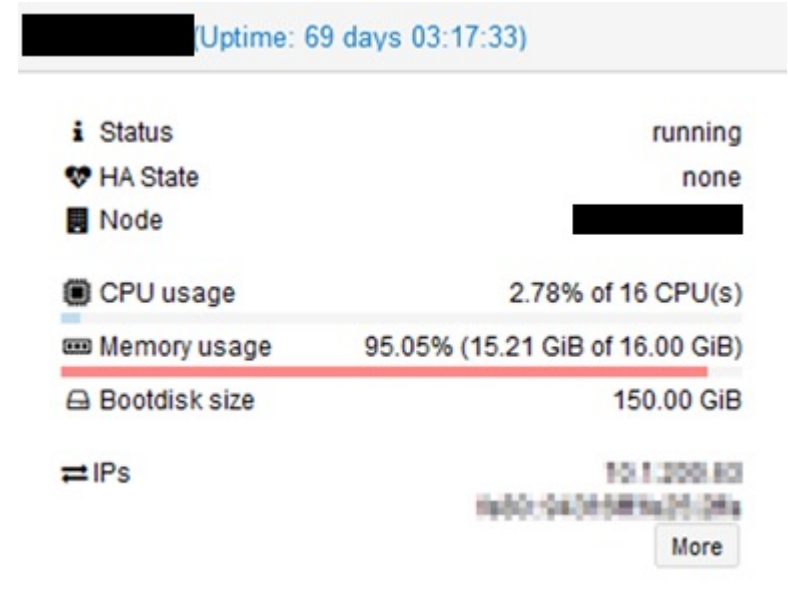 (Uptime: 69 days 03:17:33)
Status running
HA State none
Node
CPU usage 2.78% of 16 CPU(s)
Memory usage 95.05% (15.21 GiB of 16.00 GiB)
Bootdisk size 150.00 GiB
IPs
More